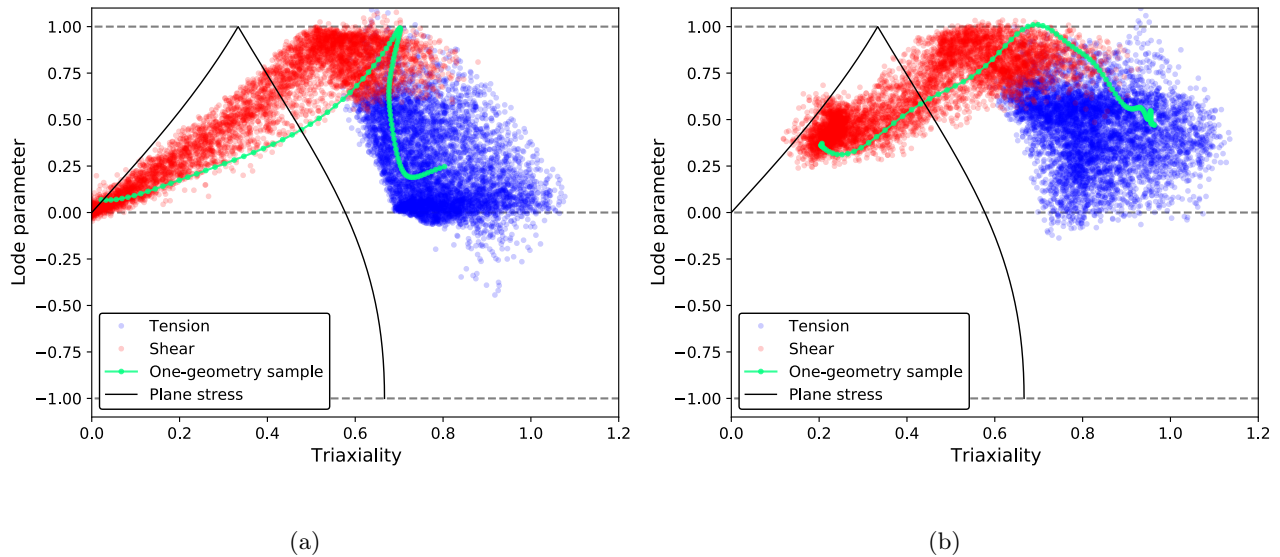 1.00
0.75
0.50
0.25
0.00
−0.25
−0.50
−0.75
−1.00
Lode parameter
Tension
Shear
One-geometry sample
Plane stress
0.0 0.2 0.4 0.6 0.8 1.0 1.2
Triaxiality
(a)
1.00
0.75
0.50
0.25
0.00
−0.25
−0.50
−0.75
−1.00
Lode parameter
Tension
Shear
One-geometry sample
Plane stress
0.0 0.2 0.4 0.6 0.8 1.0 1.2
Triaxiality
(b)